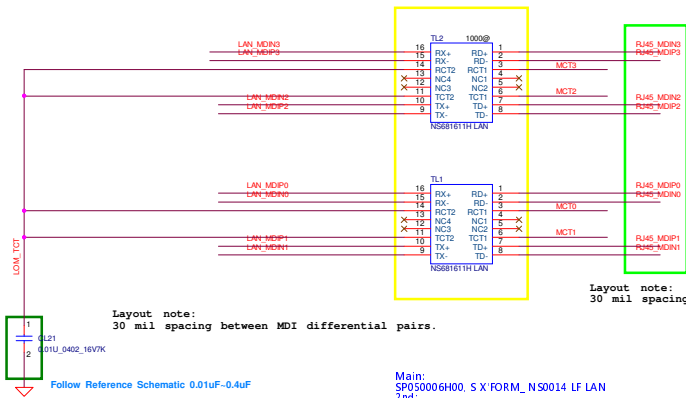 TL2 1000@
LAN_MDIN3 16 RX+ RD+ 1 RJ45_MDIN3
LAN_MDIP3 15 RX- RD- 2 RJ45_MDIP3
14 RCT2 RCT1 3 MCT3
13 NC4 NC1 4
12 NC3 NC2 5
11 TCT2 TCT1 6 MCT2
LAN_MDIN2 10 TX+ TD+ 7 RJ45_MDIN2
LAN_MDIP2 9 TX- TD- 8 RJ45_MDIP2
NS681611H LAN
TL1
LAN_MDIP0 16 RX+ RD+ 1 RJ45_MDIP0
LAN_MDIN0 15 RX- RD- 2 RJ45_MDIN0
14 RCT2 RCT1 3 MCT0
13 NC4 NC1 4
12 NC3 NC2 5
11 TCT2 TCT1 6 MCT1
LAN_MDIP1 10 TX+ TD+ 7 RJ45_MDIP1
LAN_MDIN1 9 TX- TD- 8 RJ45_MDIN1
NS681611H LAN
LOM_TCT
Layout note:
30 mil spacing
Layout note:
30 mil spacing between MDI differential pairs.
1
CL21
0.01U_0402_16V7K
2
Follow Reference Schematic 0.01uF~0.4uF
Main:
SP050006H00, S X'FORM_ NS0014 LF LAN
2nd: